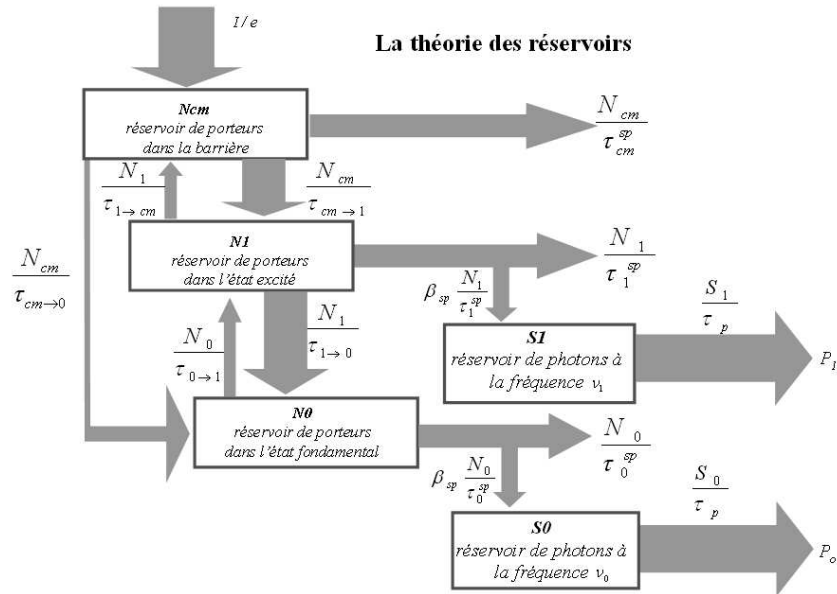 I/e
La théorie des réservoirs
Ncm
réservoir de porteurs
dans la barrière
N_cm / τ_cm^sp
N_1 / τ_1→cm
N_cm / τ_cm→1
N1
réservoir de porteurs
dans l'état excité
N_1 / τ_1^sp
N_cm / τ_cm→0
β_sp N_1 / τ_1^sp
S_1 / τ_p
N_0 / τ_0→1
N_1 / τ_1→0
S1
réservoir de photons à
la fréquence ν_1
P_1
N0
réservoir de porteurs
dans l'état fondamental
N_0 / τ_0^sp
β_sp N_0 / τ_0^sp
S_0 / τ_p
S0
réservoir de photons à
la fréquence ν_0
P_o